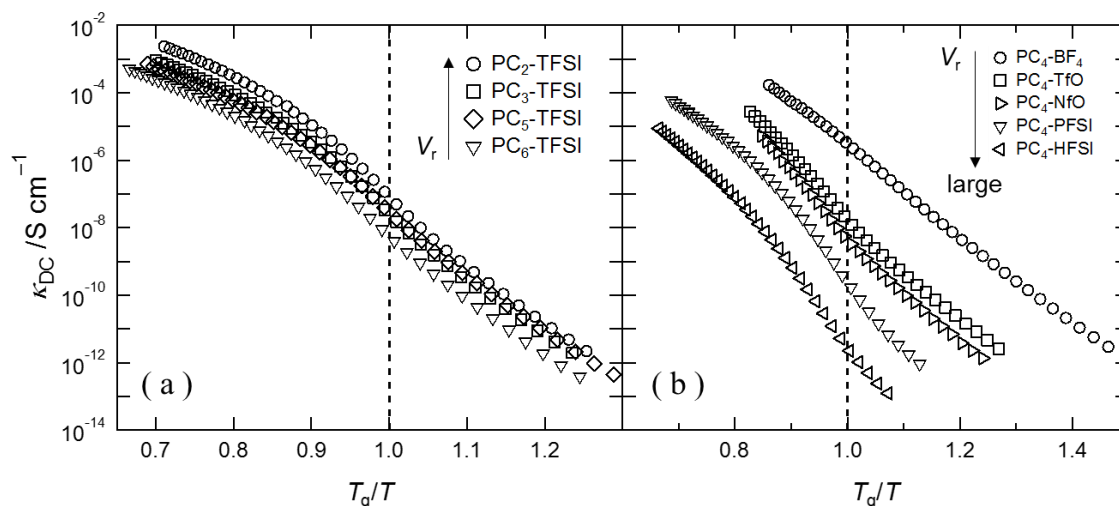 κDC /S cm−1
10−2
10−4
10−6
10−8
10−10
10−12
10−14
( a )
Vr
PC2-TFSI
PC3-TFSI
PC5-TFSI
PC6-TFSI
0.7 0.8 0.9 1.0 1.1 1.2
Tg/T
( b )
Vr
large
PC4-BF4
PC4-TfO
PC4-NfO
PC4-PFSI
PC4-HFSI
0.8 1.0 1.2 1.4
Tg/T